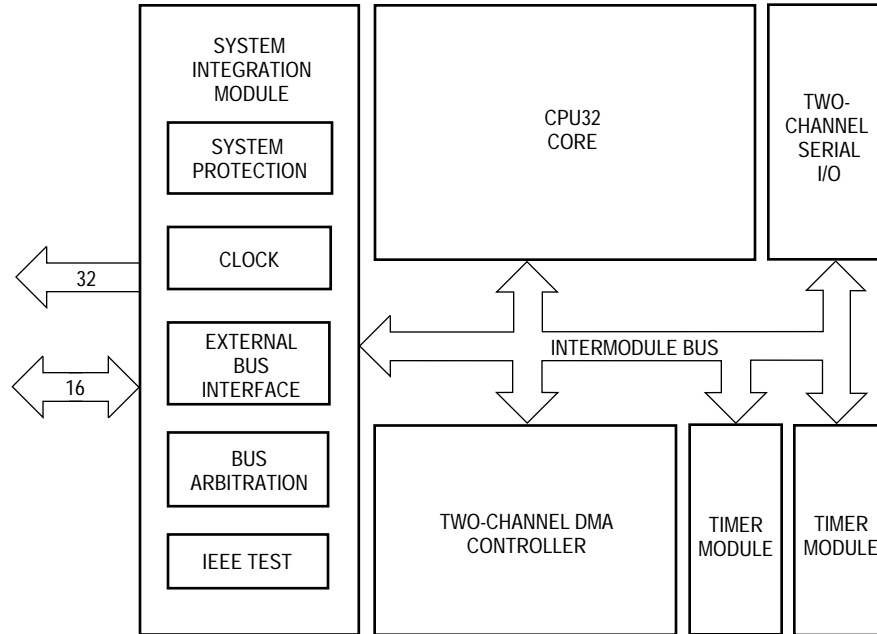 SYSTEM
INTEGRATION
MODULE
SYSTEM
PROTECTION
CLOCK
EXTERNAL
BUS
INTERFACE
BUS
ARBITRATION
IEEE TEST
32
16
CPU32
CORE
TWO-
CHANNEL
SERIAL
I/O
INTERMODULE BUS
TWO-CHANNEL DMA
CONTROLLER
TIMER
MODULE
TIMER
MODULE